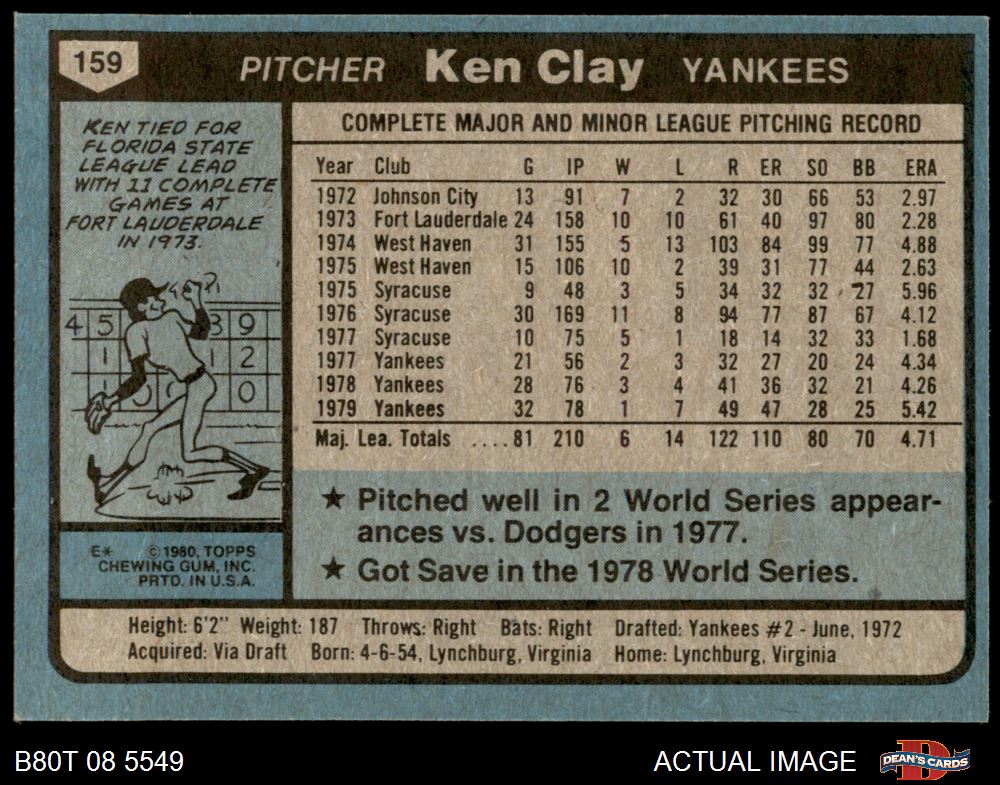 159
PITCHER Ken Clay YANKEES
KEN TIED FOR
FLORIDA STATE
LEAGUE LEAD
WITH 11 COMPLETE
GAMES AT
FORT LAUDERDALE
IN 1973.
4 5 8 9
1 1 2
0 0 0
E* © 1980, TOPPS
CHEWING GUM, INC.
PRTD. IN U.S.A.
COMPLETE MAJOR AND MINOR LEAGUE PITCHING RECORD
Year Club G IP W L R ER SO BB ERA
1972 Johnson City 13 91 7 2 32 30 66 53 2.97
1973 Fort Lauderdale 24 158 10 10 61 40 97 80 2.28
1974 West Haven 31 155 5 13 103 84 99 77 4.88
1975 West Haven 15 106 10 2 39 31 77 44 2.63
1975 Syracuse 9 48 3 5 34 32 32 27 5.96
1976 Syracuse 30 169 11 8 94 77 87 67 4.12
1977 Syracuse 10 75 5 1 18 14 32 33 1.68
1977 Yankees 21 56 2 3 32 27 20 24 4.34
1978 Yankees 28 76 3 4 41 36 32 21 4.26
1979 Yankees 32 78 1 7 49 47 28 25 5.42
Maj. Lea. Totals ....81 210 6 14 122 110 80 70 4.71
★ Pitched well in 2 World Series appear-
ances vs. Dodgers in 1977.
★ Got Save in the 1978 World Series.
Height: 6'2" Weight: 187 Throws: Right Bats: Right Drafted: Yankees #2 - June, 1972
Acquired: Via Draft Born: 4-6-54, Lynchburg, Virginia Home: Lynchburg, Virginia
B80T 08 5549
ACTUAL IMAGE
DEAN'S CARDS